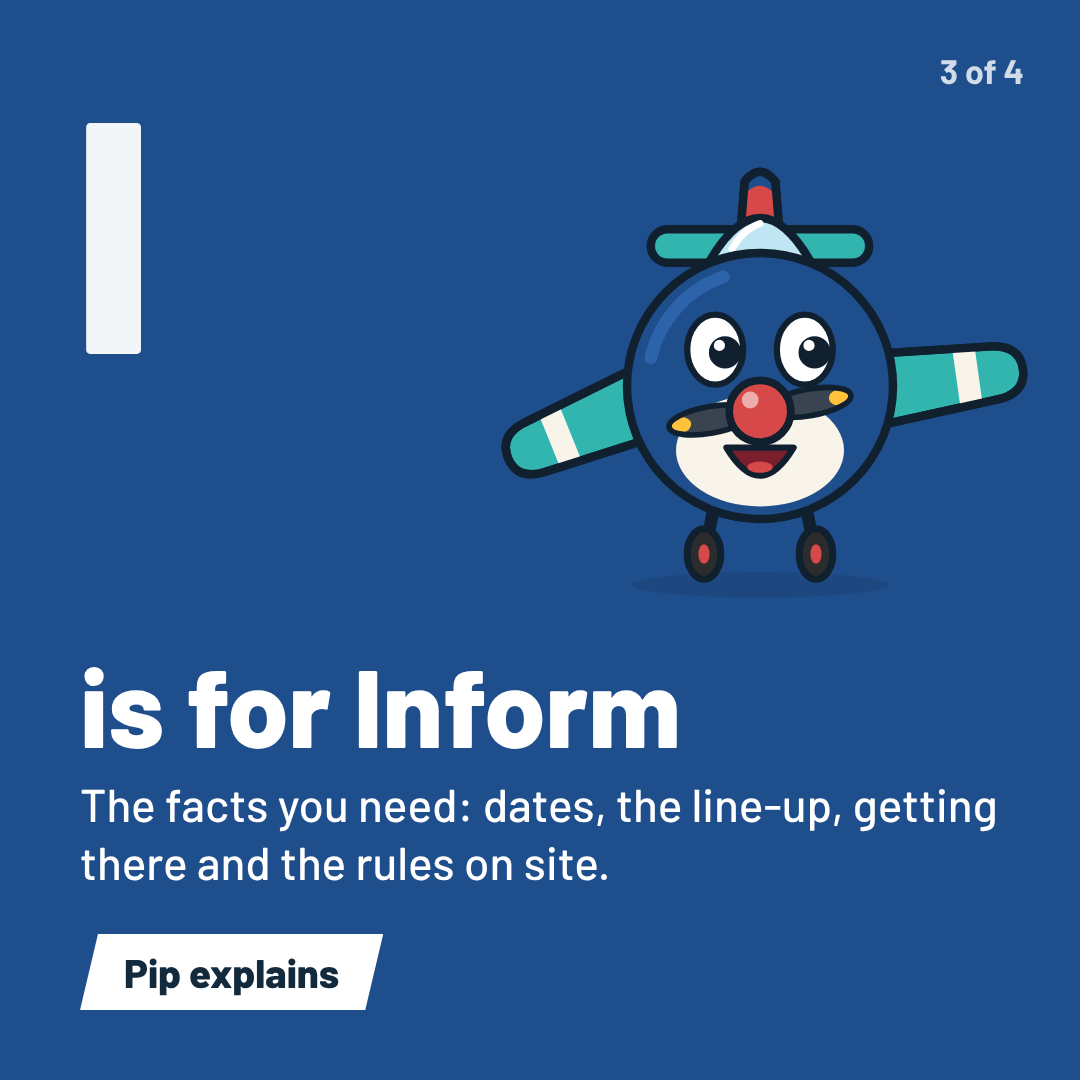 3 of 4
I
is for Inform
The facts you need: dates, the line-up, getting
there and the rules on site.
Pip explains